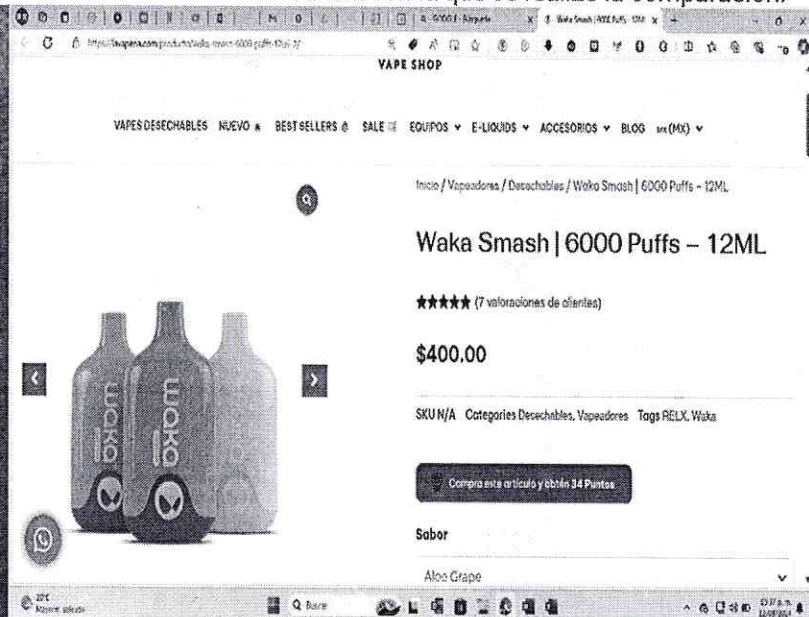 que se realizó la comparación.
VAPE SHOP
VAPES DESECHABLES NUEVO BEST SELLERS SALE EQUIPOS E-LIQUIDS ACCESORIOS BLOG (MX)
Inicio / Vapeadores / Desechables / Waka Smash | 6000 Puffs – 12ML
Waka Smash | 6000 Puffs – 12ML
★★★★★ (7 valoraciones de clientes)
$400.00
SKU N/A Categories Desechables, Vapeadores Tags RELX, Waka
Compra este artículo y obtén 34 Puntos
Sabor
Aloe Grape
waka
waka
Buscar